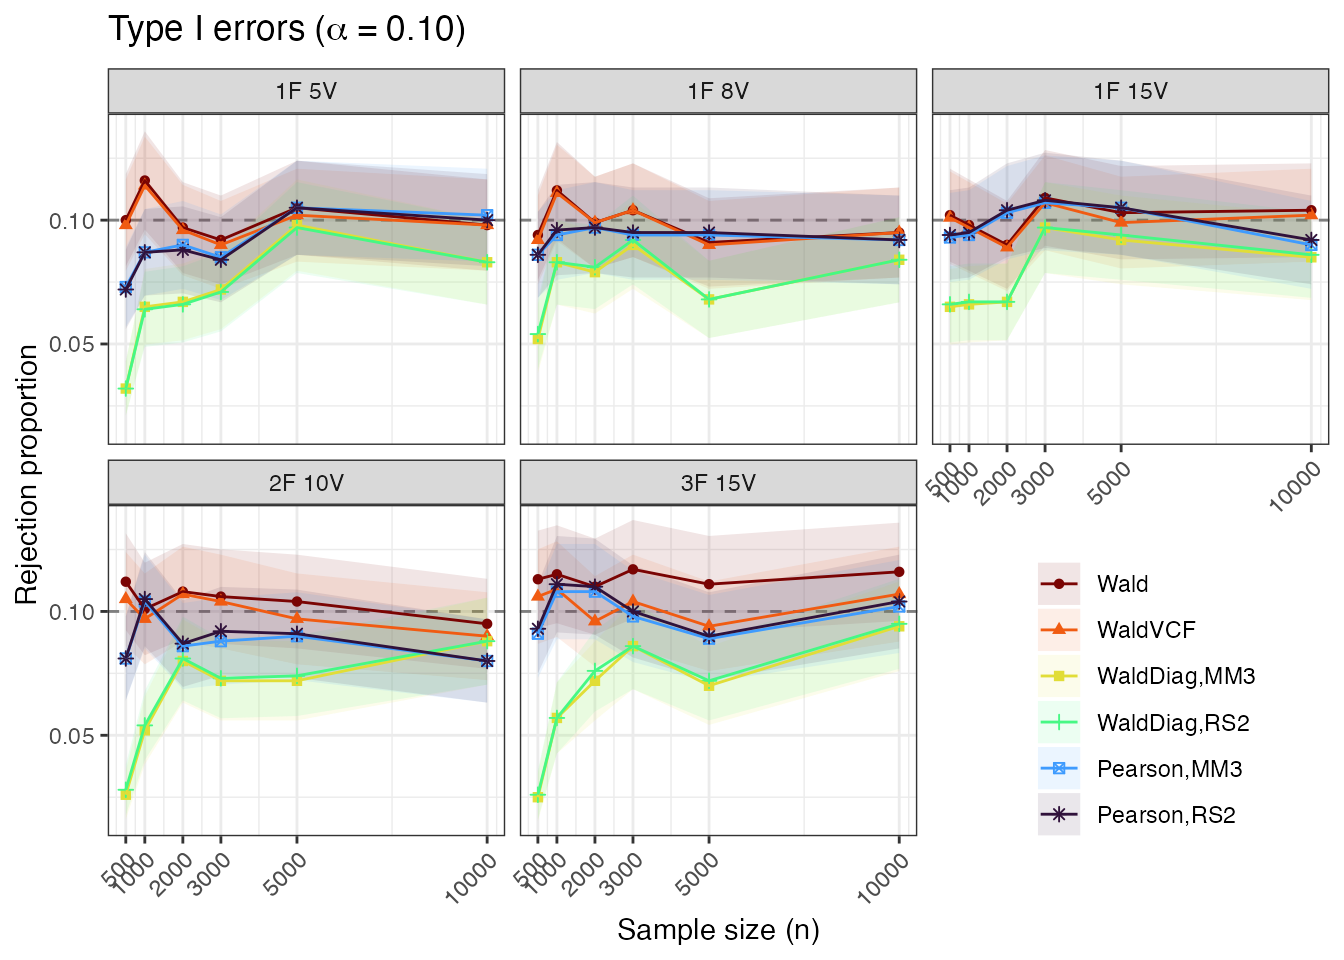 Type I errors (α = 0.10)
1F 5V
1F 8V
1F 15V
0.10
0.05
500
1000
2000
3000
5000
10000
2F 10V
3F 15V
0.10
0.05
500
1000
2000
3000
5000
10000
500
1000
2000
3000
5000
10000
Rejection proportion
Sample size (n)
Wald
WaldVCF
WaldDiag,MM3
WaldDiag,RS2
Pearson,MM3
Pearson,RS2